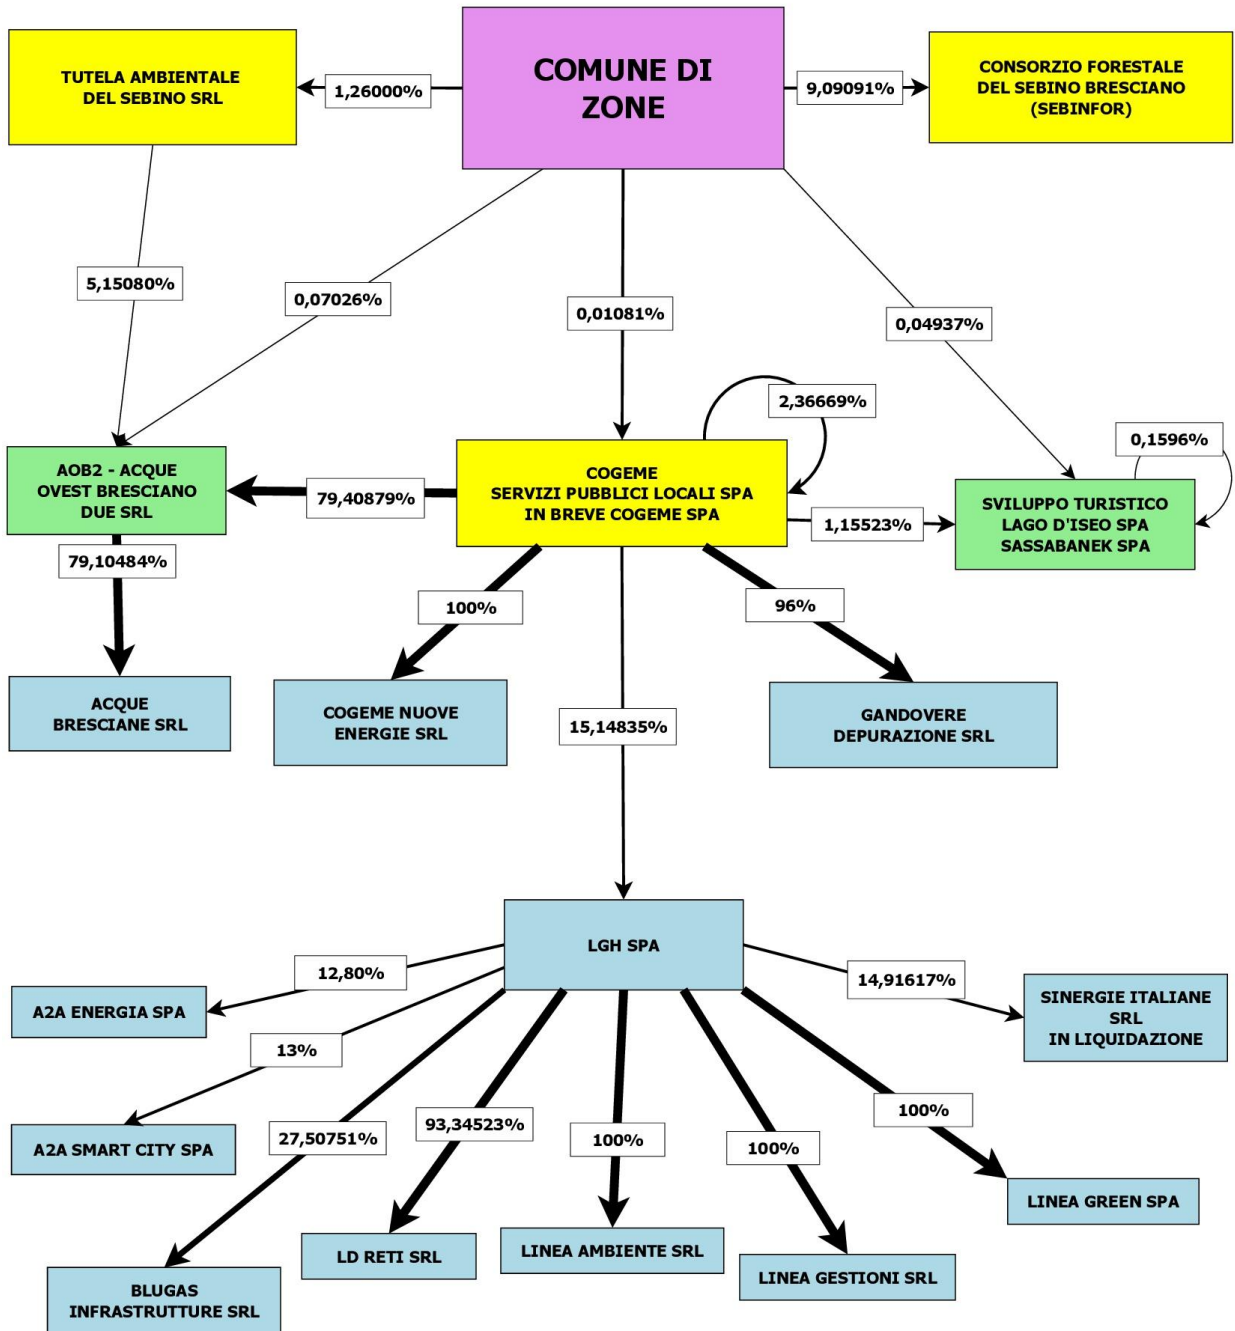 COMUNE DI
ZONE
TUTELA AMBIENTALE
DEL SEBINO SRL
1,26000%
9,09091%
CONSORZIO FORESTALE
DEL SEBINO BRESCIANO
(SEBINFOR)
5,15080%
0,07026%
0,01081%
0,04937%
2,36669%
0,1596%
AOB2 - ACQUE
OVEST BRESCIANO
DUE SRL
79,40879%
COGEME
SERVIZI PUBBLICI LOCALI SPA
IN BREVE COGEME SPA
1,15523%
SVILUPPO TURISTICO
LAGO D'ISEO SPA
SASSABANEK SPA
79,10484%
100%
96%
ACQUE
BRESCIANE SRL
COGEME NUOVE
ENERGIE SRL
15,14835%
GANDOVERE
DEPURAZIONE SRL
LGH SPA
12,80%
14,91617%
A2A ENERGIA SPA
SINERGIE ITALIANE
SRL
IN LIQUIDAZIONE
13%
27,50751%
93,34523%
100%
100%
100%
A2A SMART CITY SPA
LINEA GREEN SPA
LD RETI SRL
LINEA AMBIENTE SRL
LINEA GESTIONI SRL
BLUGAS
INFRASTRUTTURE SRL